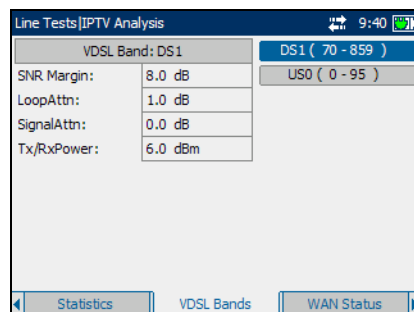 Line Tests|IPTV Analysis 9:40
VDSL Band: DS1
DS1 ( 70 - 859 )
SNR Margin: 8.0 dB
US0 ( 0 - 95 )
LoopAttn: 1.0 dB
SignalAttn: 0.0 dB
Tx/RxPower: 6.0 dBm
Statistics VDSL Bands WAN Status